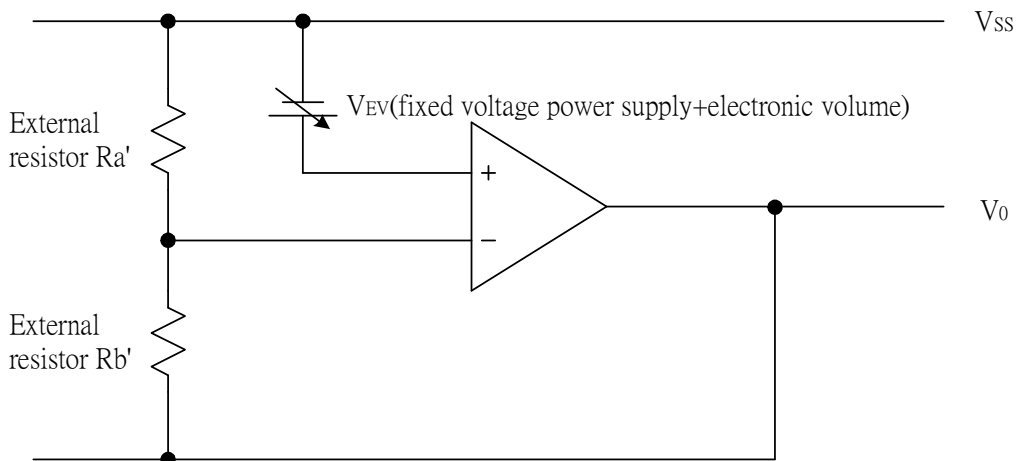 VSS
VEV(fixed voltage power supply+electronic volume)
External
resistor Ra'
+
V0
−
External
resistor Rb'